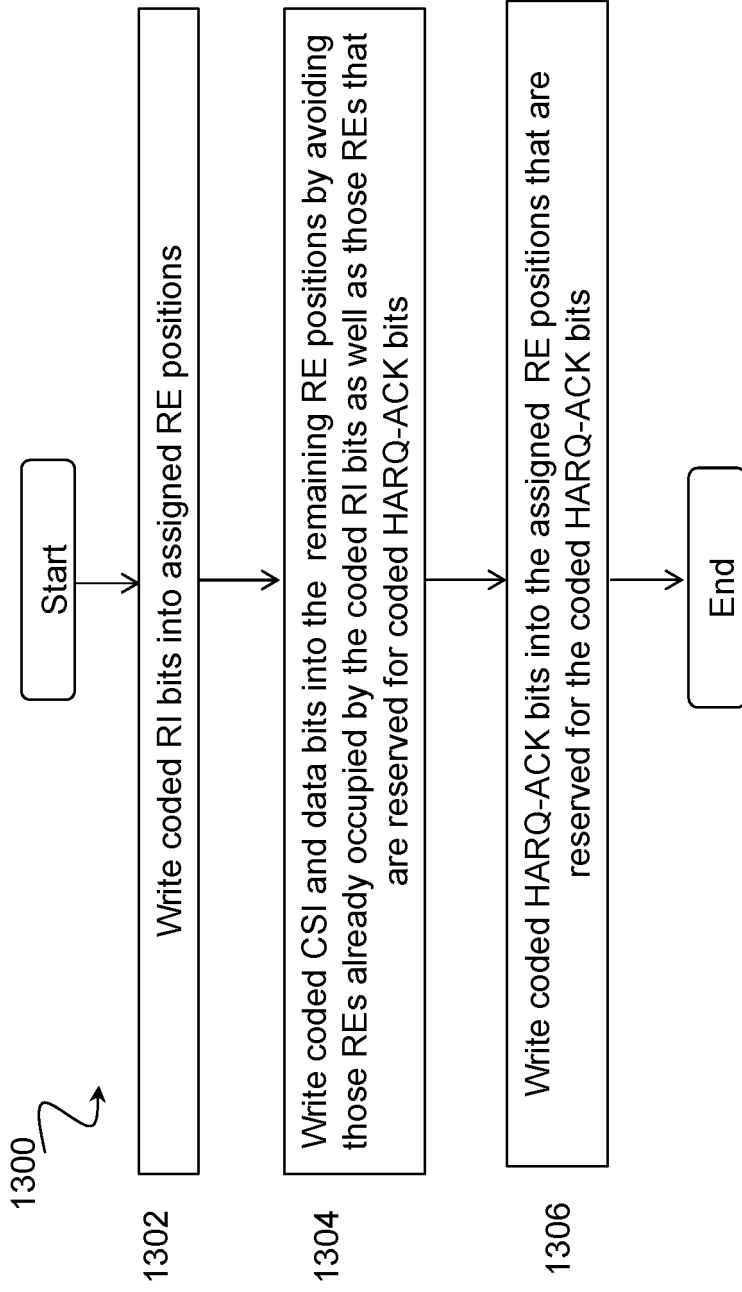 1300
Start
1302
Write coded RI bits into assigned RE positions
1304
Write coded CSI and data bits into the remaining RE positions by avoiding
those REs already occupied by the coded RI bits as well as those REs that
are reserved for coded HARQ-ACK bits
1306
Write coded HARQ-ACK bits into the assigned RE positions that are
reserved for the coded HARQ-ACK bits
End